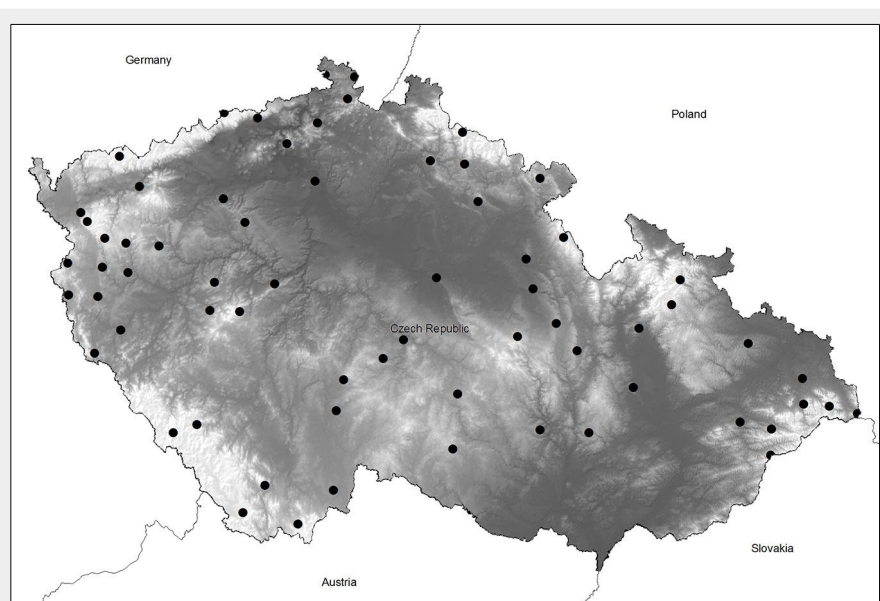 Germany
Poland
Czech Republic
Slovakia
Austria